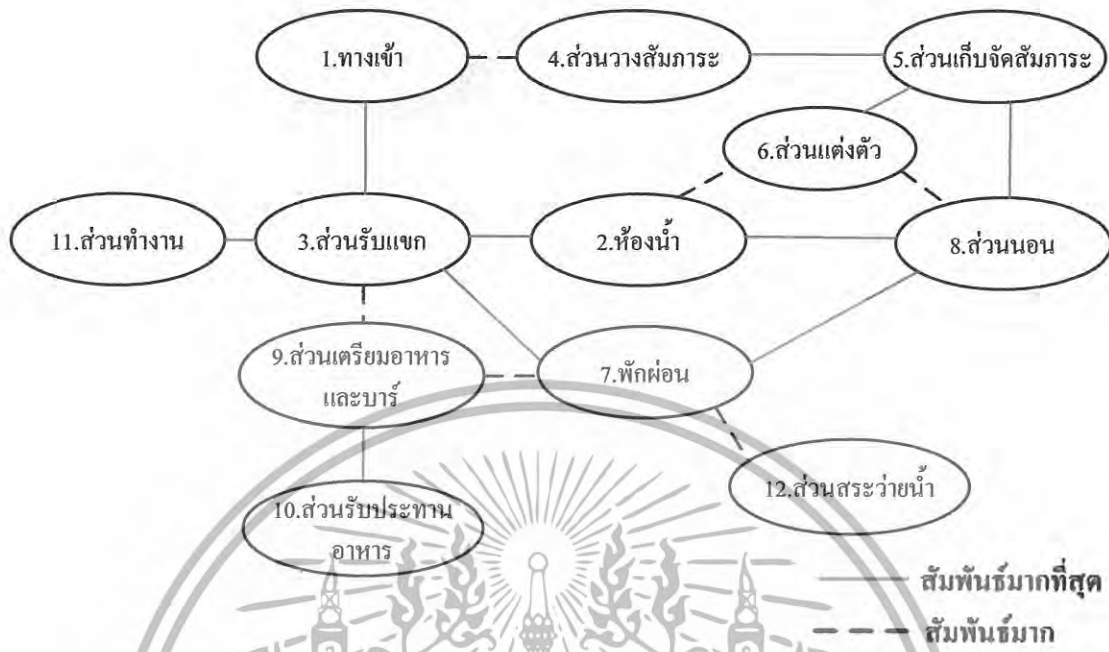 1.ทางเข้า
4.ส่วนวางสัมภาระ
5.ส่วนเก็บจัดสัมภาระ
6.ส่วนแต่งตัว
11.ส่วนทำงาน
3.ส่วนรับแขก
2.ห้องน้ำ
8.ส่วนนอน
9.ส่วนเตรียมอาหาร
และบาร์
7.พักผ่อน
12.ส่วนสระว่ายน้ำ
10.ส่วนรับประทาน
อาหาร
สัมพันธ์มากที่สุด
สัมพันธ์มาก